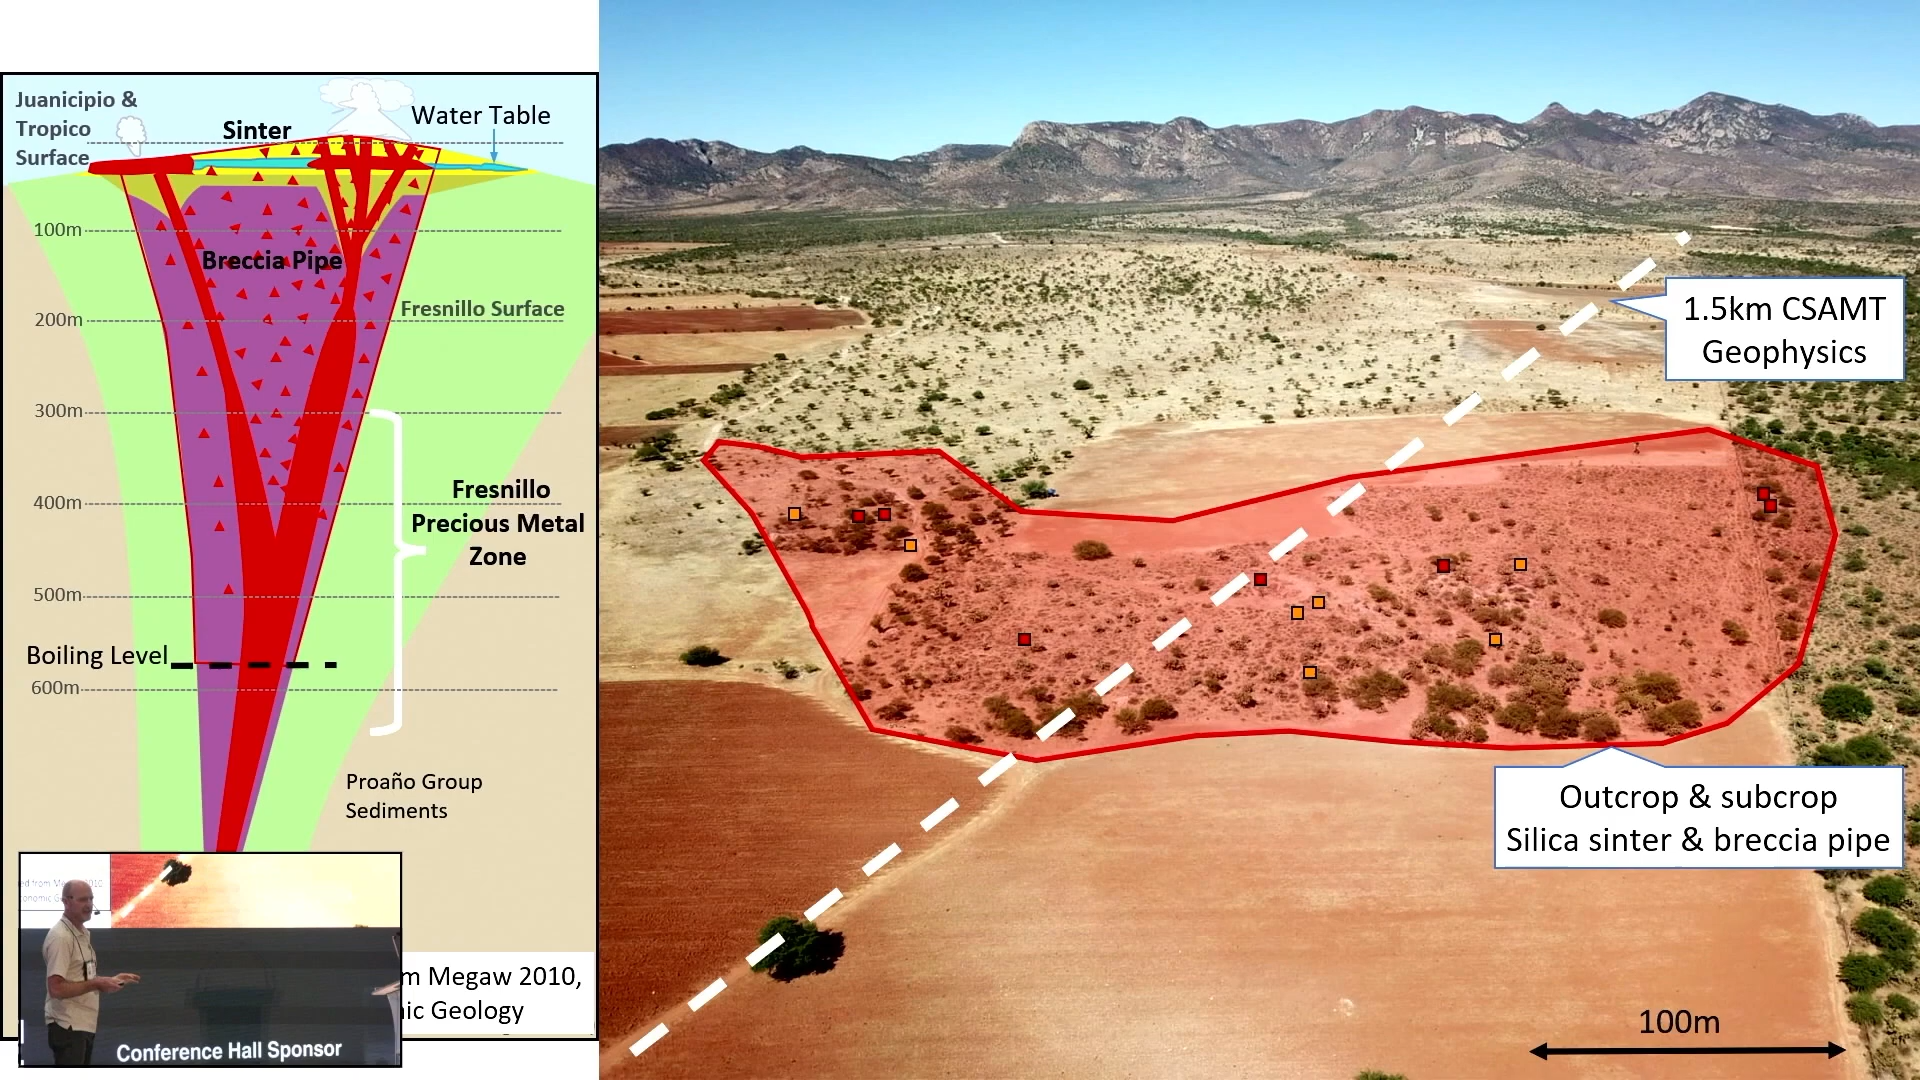 Juanicipio &
Tropico
Surface
Sinter
Water Table
100m
Breccia Pipe
Fresnillo Surface
200m
300m
Fresnillo
Precious Metal
Zone
400m
500m
Boiling Level
600m
Proaño Group
Sediments
m Megaw 2010,
ic Geology
Conference Hall Sponsor
1.5km CSAMT
Geophysics
Outcrop & subcrop
Silica sinter & breccia pipe
100m